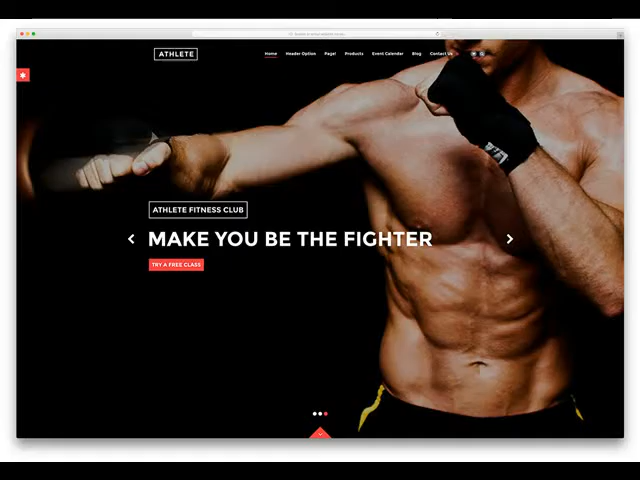 ATHLETE
Home Header Option Page! Products Event Calendar Blog Contact Us
ATHLETE FITNESS CLUB
MAKE YOU BE THE FIGHTER
TRY A FREE CLASS